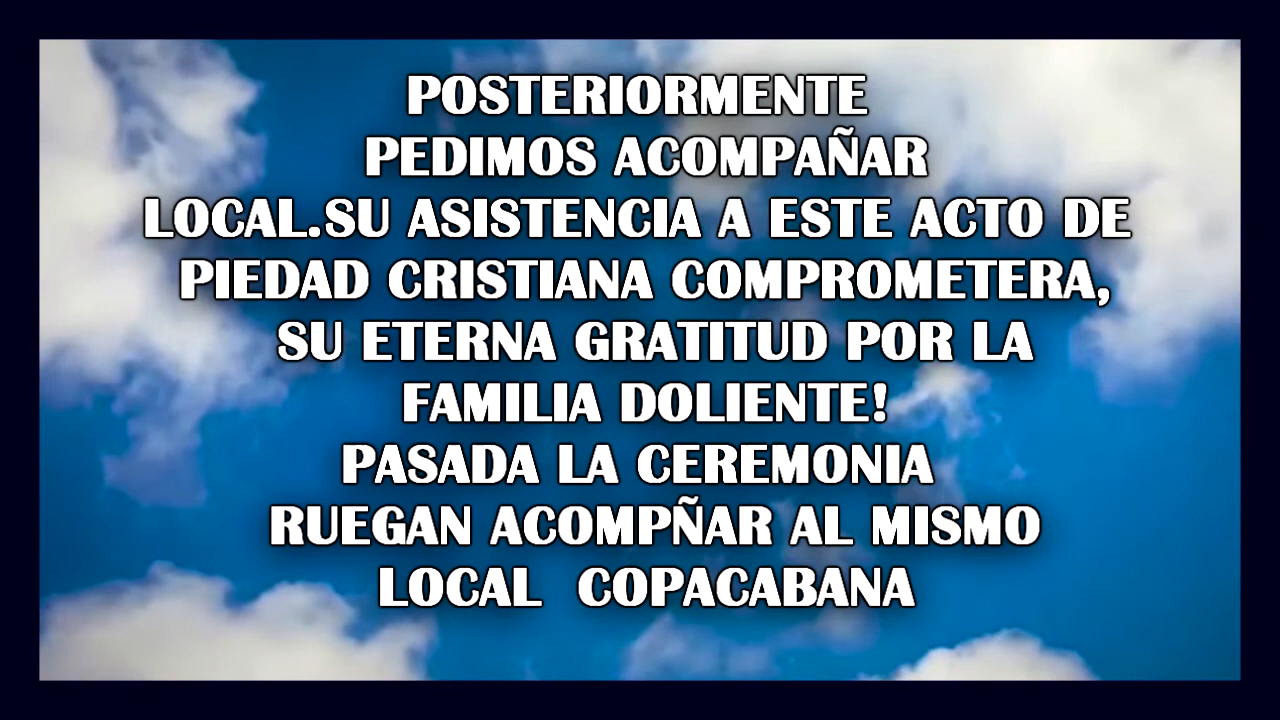 POSTERIORMENTE
PEDIMOS ACOMPAÑAR
LOCAL.SU ASISTENCIA A ESTE ACTO DE
PIEDAD CRISTIANA COMPROMETERA,
SU ETERNA GRATITUD POR LA
FAMILIA DOLIENTE!
PASADA LA CEREMONIA
RUEGAN ACOMPÑAR AL MISMO
LOCAL COPACABANA